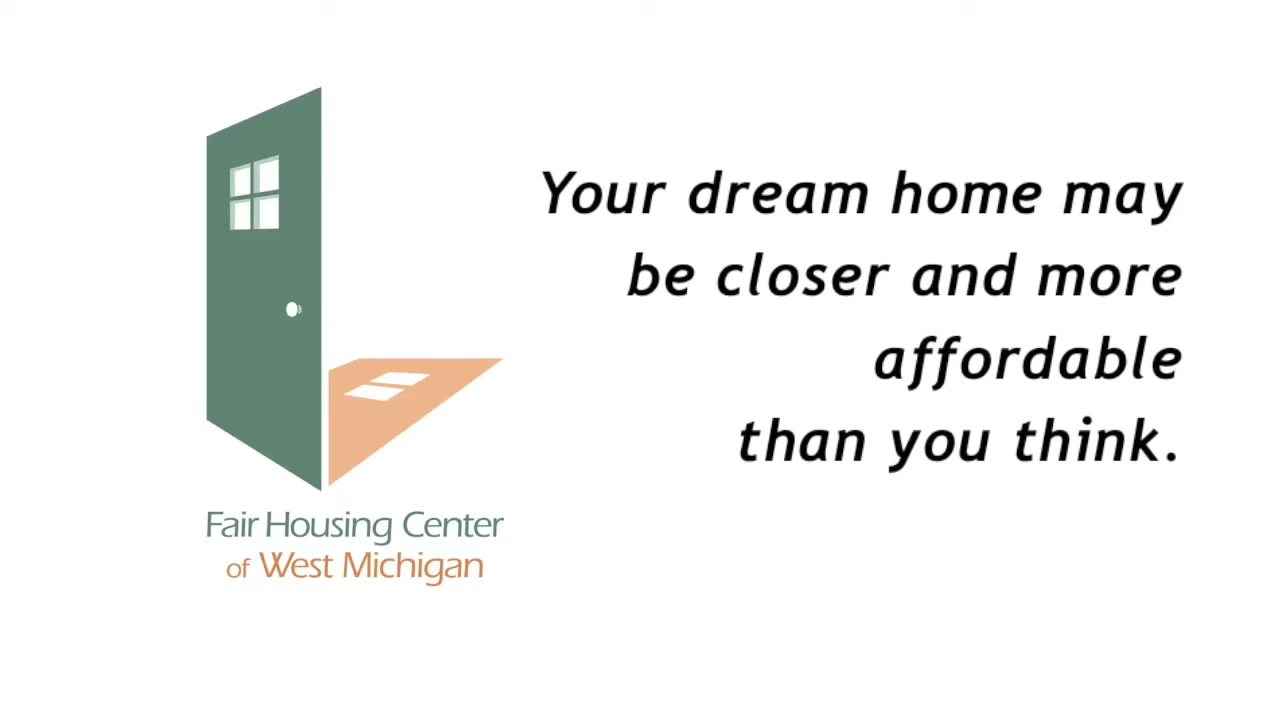 Your dream home may
be closer and more
affordable
than you think.
Fair Housing Center
of West Michigan